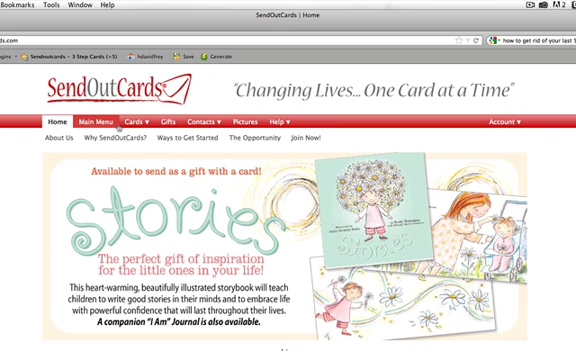 Bookmarks Tools Window Help
SendOutCards | Home
ds.com
how to get rid of your last 5
Sendoutcards – 3 Step Cards (+5) hdavidfrey Save Generate
SendOutCards
"Changing Lives... One Card at a Time"
Home Main Menu Cards Gifts Contacts Pictures Help Account
About Us Why SendOutCards? Ways to Get Started The Opportunity Join Now!
Available to send as a gift with a card!
Stories
The perfect gift of inspiration
for the little ones in your life!
This heart-warming, beautifully illustrated storybook will teach
children to write good stories in their minds and to embrace life
with powerful confidence that will last throughout their lives.
A companion "I Am" Journal is also available.
Stories